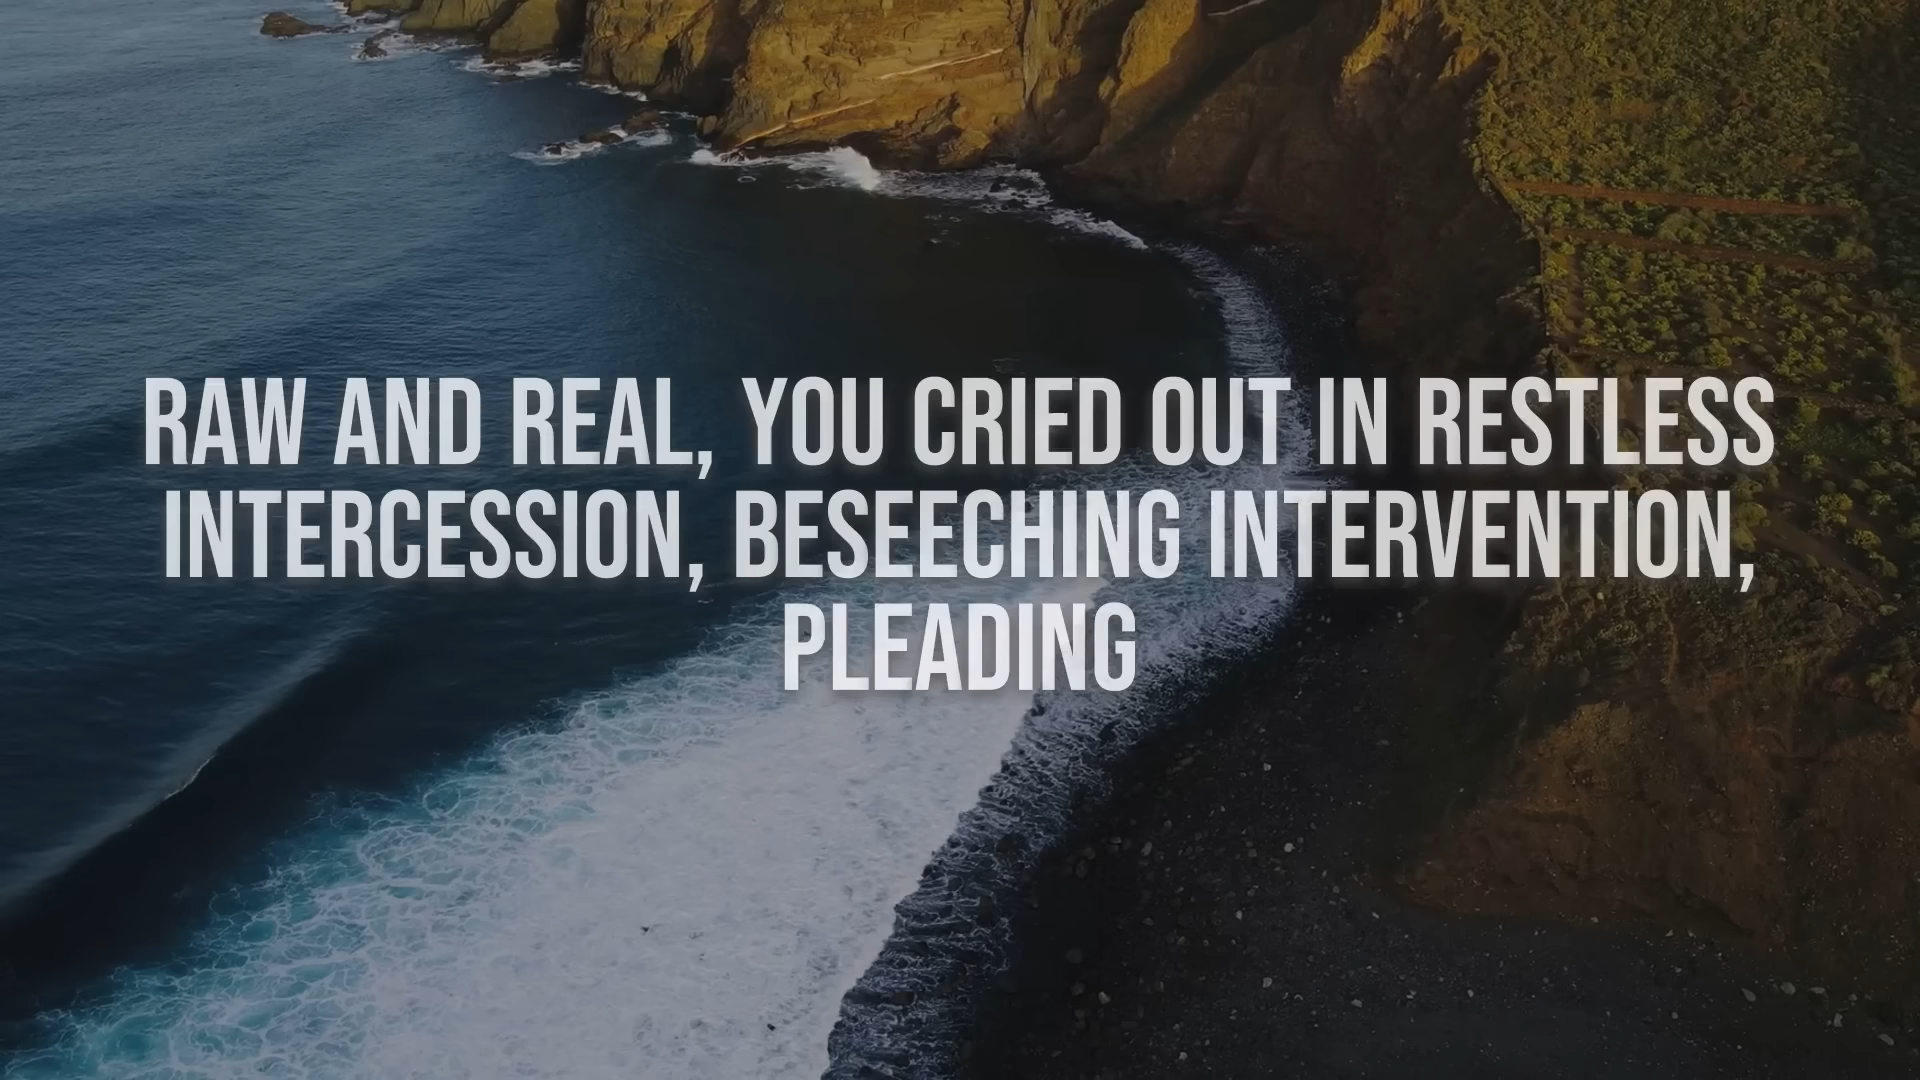 RAW AND REAL, YOU CRIED OUT IN RESTLESS
INTERCESSION, BESEECHING INTERVENTION,
PLEADING